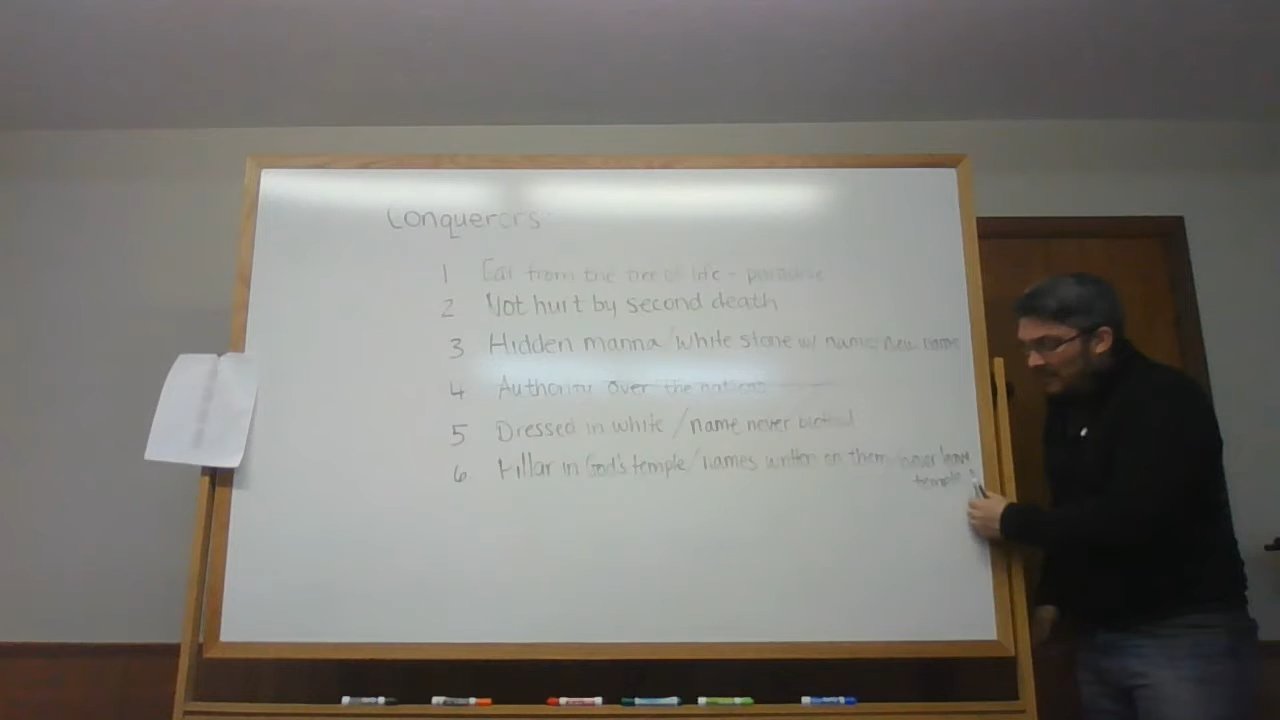 Conquerors:
1 Eat from the tree of life - paradise
2 Not hurt by second death
3 Hidden manna / white stone w/ name, new name
4 Authority over the nations
5 Dressed in white / name never blotted
6 Pillar in God's temple / names written on them - never leave
temple